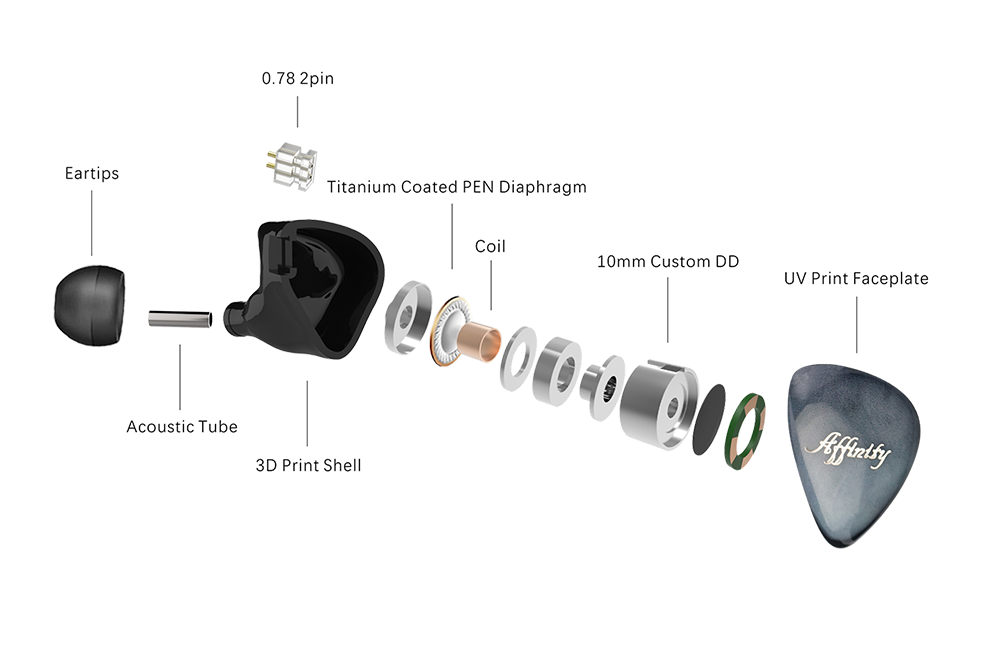 0.78 2pin
Eartips
Titanium Coated PEN Diaphragm
Coil
10mm Custom DD
UV Print Faceplate
Acoustic Tube
3D Print Shell
Affinity